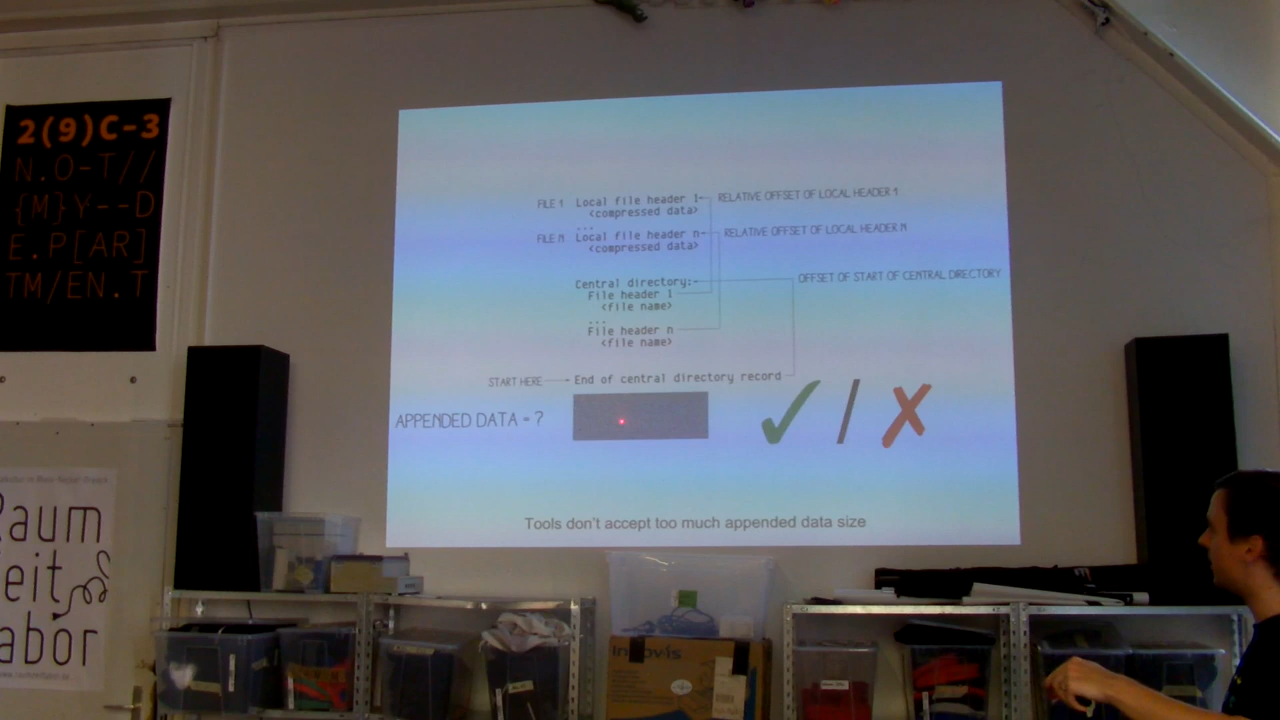 2(9)C-3
N.O-T//
{M}Y--D
E.P[AR]
TM/EN.T
FILE 1 Local file header 1 RELATIVE OFFSET OF LOCAL HEADER 1
<compressed data>
...
FILE N Local file header n RELATIVE OFFSET OF LOCAL HEADER N
<compressed data>
Central directory: OFFSET OF START OF CENTRAL DIRECTORY
File header 1
<file name>
...
File header n
<file name>
START HERE End of central directory record
APPENDED DATA = ? ✓ / ✗
Tools don't accept too much appended data size
Raum
Zeit
Labor